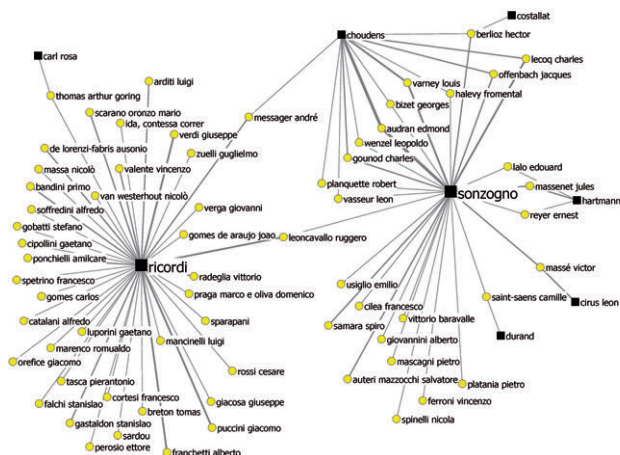 costallat
choudens
berlioz hector
carl rosa
lecoq charles
offenbach jacques
arditi luigi
varney louis
halevy fromental
thomas arthur goring
bizet georges
scarano oronzo mario
messager andré
ida, contessa correr
audran edmond
verdi giuseppe
wenzel leopoldo
de lorenzi-fabris ausonio
zuelli guglielmo
gounod charles
massa nicolò
valente vincenzo
lalo edouard
bandini primo
planquette robert
massenet jules
van westerhout nicolò
vasseur leon
sonzogno
hartmann
soffredini alfredo
verga giovanni
reyer ernest
gobatti stefano
gomes de araujo joao
leoncavallo ruggero
cipollini gaetano
ponchielli amilcare
ricordi
massé victor
radeglia vittorio
spetrino francesco
usiglio emilio
praga marco e oliva domenico
saint-saens camille
gomes carlos
cirus leon
cilea francesco
sparapani
vittorio baravalle
catalani alfredo
samara spiro
luporini gaetano
durand
mancinelli luigi
giovannini alberto
marenco romualdo
orefice giacomo
mascagni pietro
rossi cesare
auteri mazzocchi salvatore
tasca pierantonio
platania pietro
cortesi francesco
giacosa giuseppe
ferroni vincenzo
falchi stanislao
breton tomas
spinelli nicola
gastaldon stanislao
puccini giacomo
sardou
perosio ettore
franchetti alberto